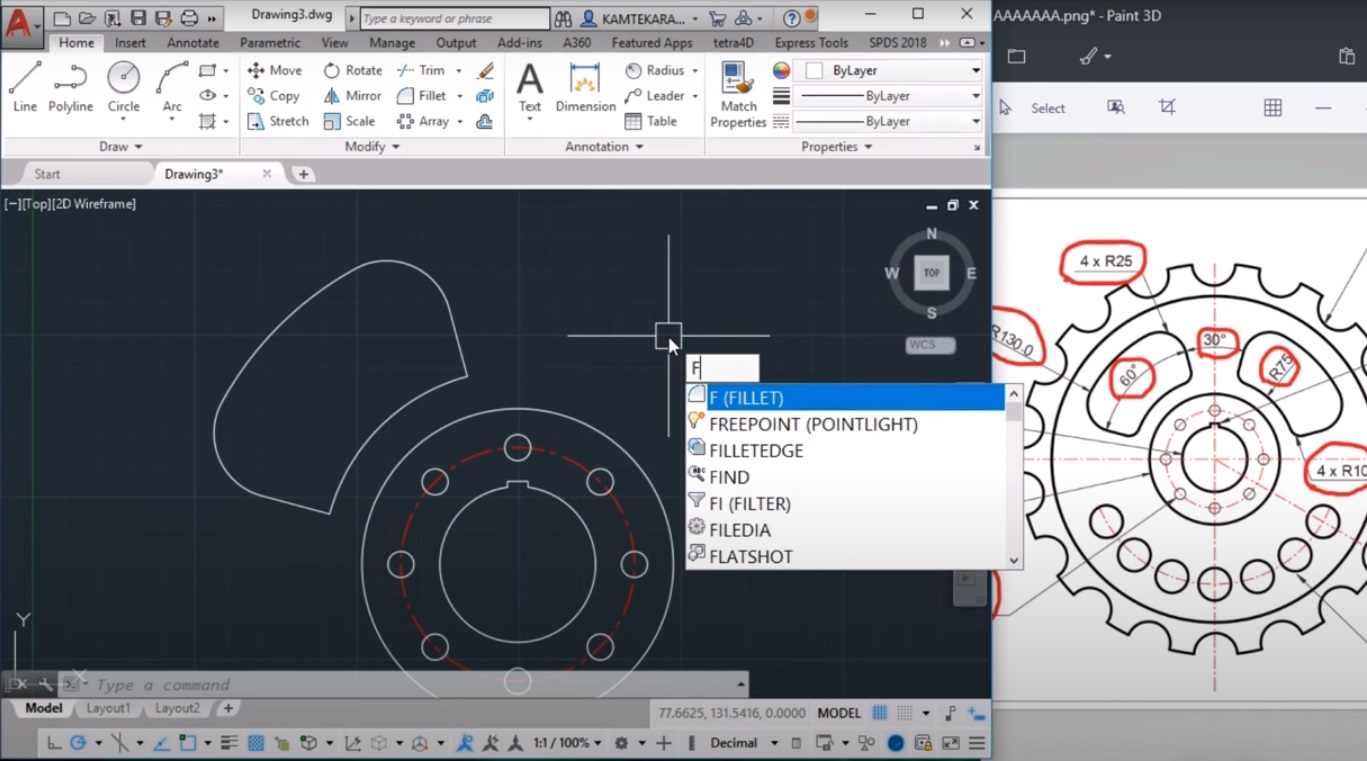 Drawing3.dwg
Type a keyword or phrase
KAMTEKARA...
AAAAAAA.png* - Paint 3D
Home Insert Annotate Parametric View Manage Output Add-ins A360 Featured Apps tetra4D Express Tools SPDS 2018
Line Polyline Circle Arc
Move Rotate Trim
Copy Mirror Fillet
Stretch Scale Array
Text Dimension
Radius
Leader
Table
Match
Properties
ByLayer
ByLayer
ByLayer
Select
Draw Modify Annotation Properties
Start Drawing3*
[−][Top][2D Wireframe]
N
W TOP E
S
WCS
F
F (FILLET)
FREEPOINT (POINTLIGHT)
FILLETEDGE
FIND
FI (FILTER)
FILEDIA
FLATSHOT
4 x R25
R130.0
30°
60°
R75
4 x R10
Y
X
Type a command
Model Layout1 Layout2
77.6625, 131.5416, 0.0000 MODEL
1:1 / 100% Decimal